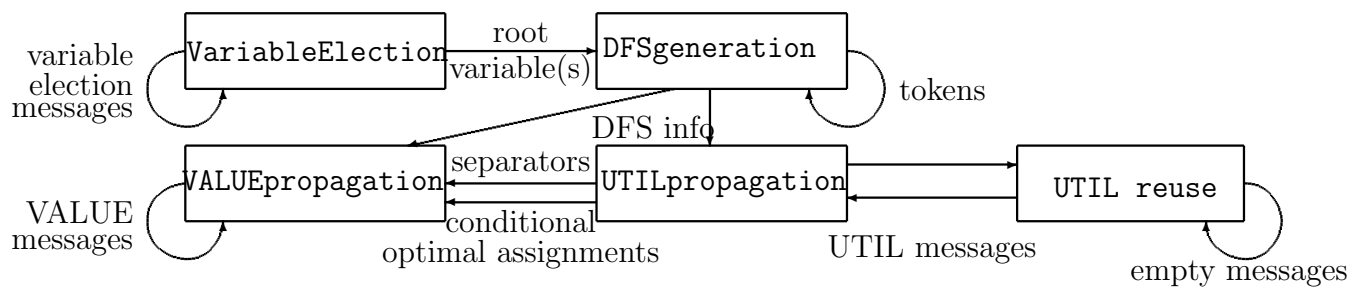 variable
election
messages
VariableElection
root
variable(s)
DFSgeneration
tokens
DFS info
VALUE
messages
VALUEpropagation
separators
conditional
optimal assignments
UTILpropagation
UTIL messages
UTIL reuse
empty messages